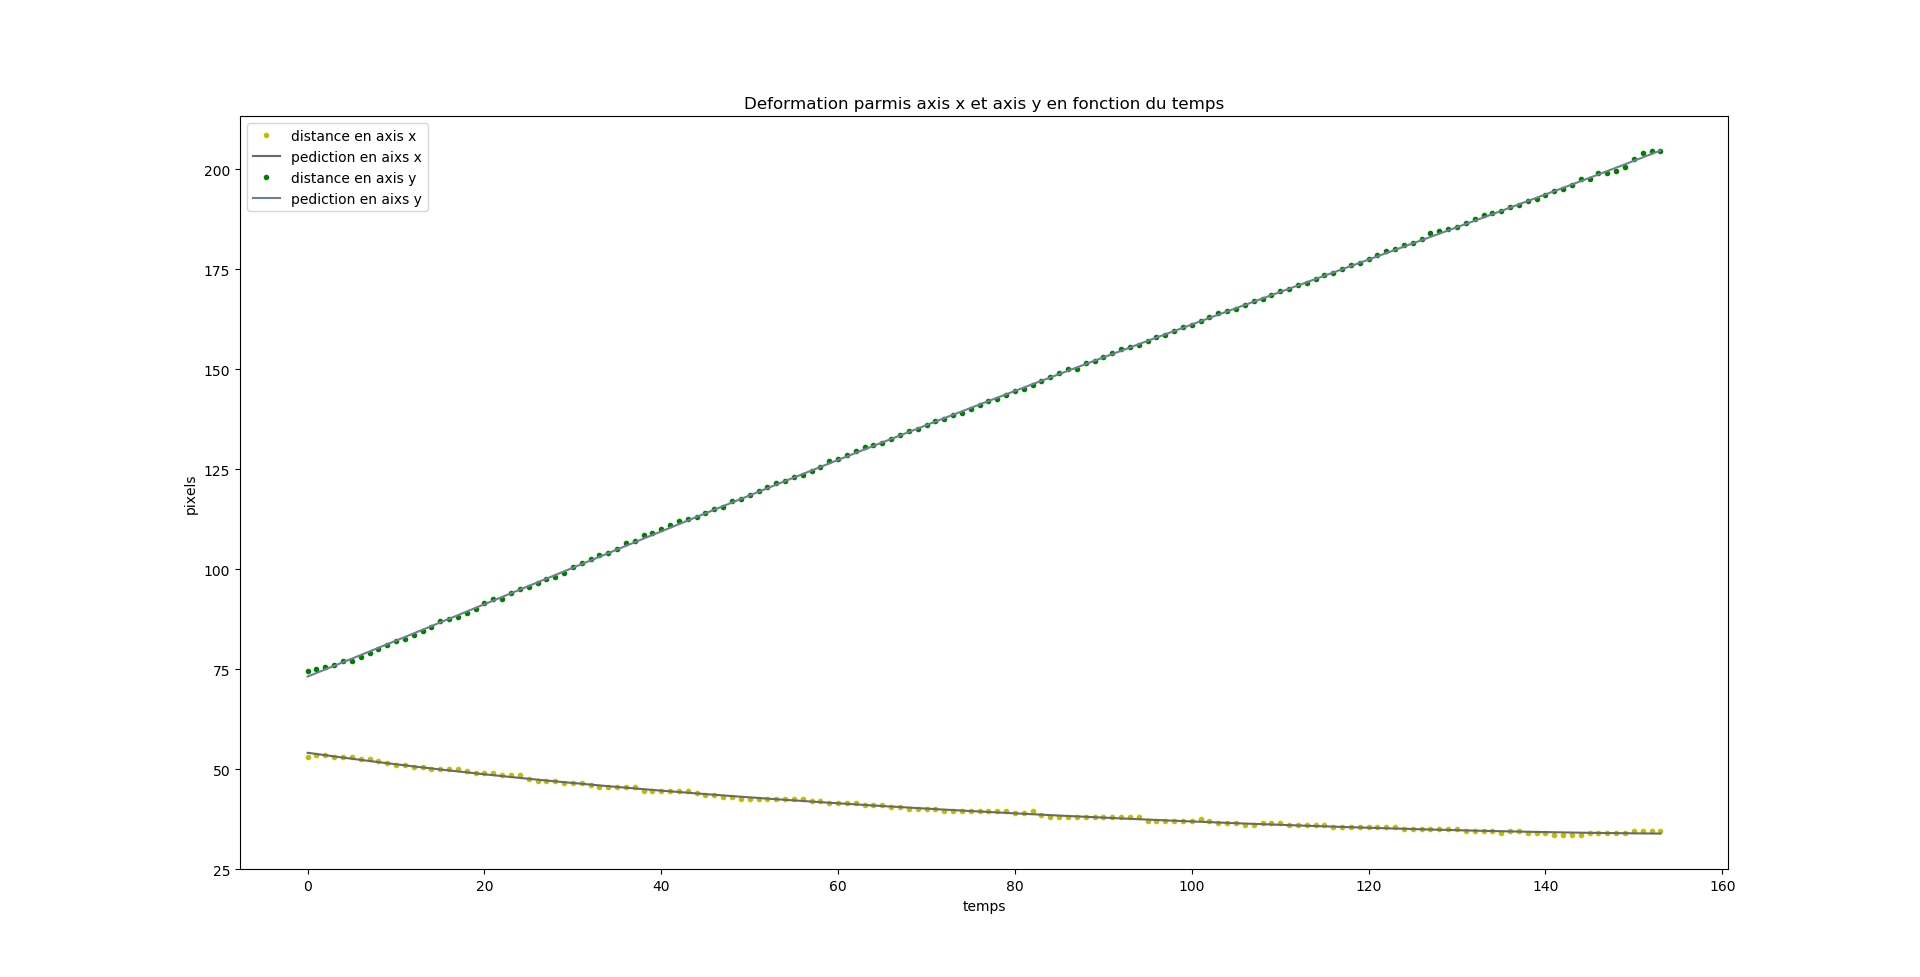 Deformation parmis axis x et axis y en fonction du temps
distance en axis x
pediction en aixs x
distance en axis y
pediction en aixs y
200
175
150
125
100
75
50
25
pixels
0 20 40 60 80 100 120 140 160
temps